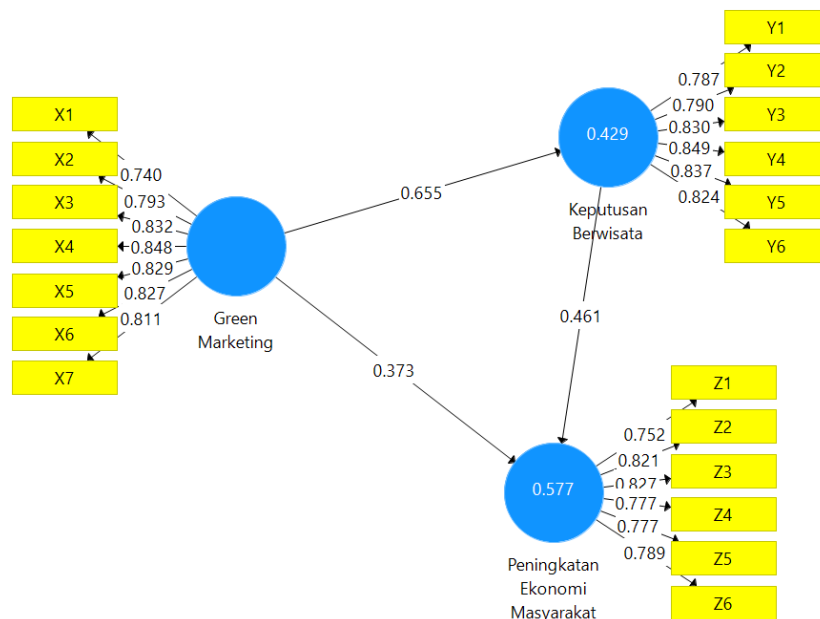 X1
X2
X3
X4
X5
X6
X7
0.740
0.793
0.832
0.848
0.829
0.827
0.811
Green
Marketing
0.655
0.373
0.429
Keputusan
Berwisata
0.461
0.787
0.790
0.830
0.849
0.837
0.824
Y1
Y2
Y3
Y4
Y5
Y6
0.577
Peningkatan
Ekonomi
Masyarakat
0.752
0.821
0.827
0.777
0.777
0.789
Z1
Z2
Z3
Z4
Z5
Z6